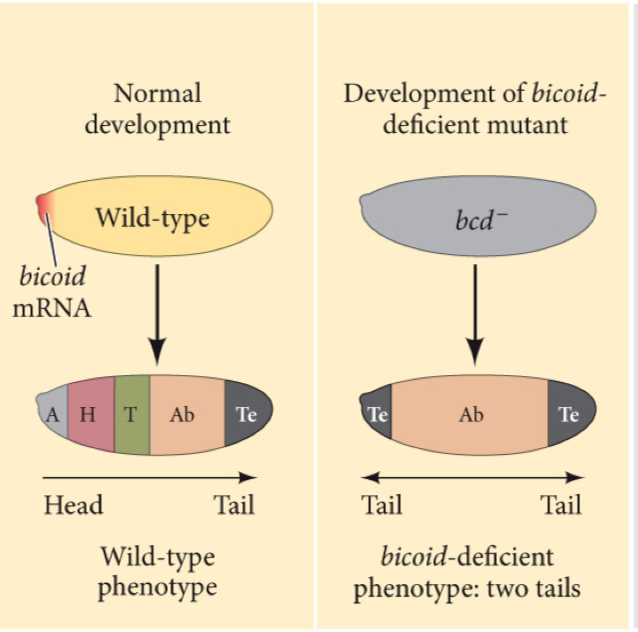 Normal
development
Wild-type
bicoid
mRNA
A H T Ab Te
Head Tail
Wild-type
phenotype
Development of bicoid-
deficient mutant
bcd⁻
Te Ab Te
Tail Tail
bicoid-deficient
phenotype: two tails